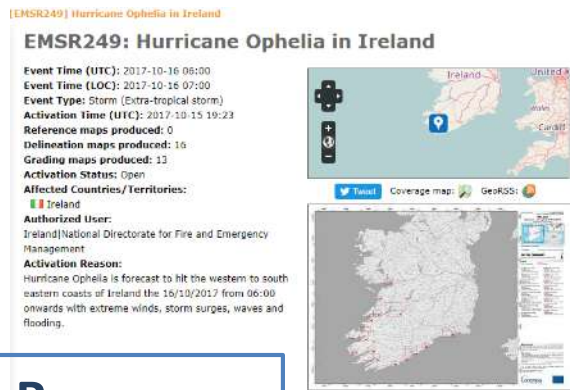 [EMSR249] Hurricane Ophelia in Ireland
EMSR249: Hurricane Ophelia in Ireland
Event Time (UTC): 2017-10-16 06:00
Event Time (LOC): 2017-10-16 07:00
Event Type: Storm (Extra-tropical storm)
Activation Time (UTC): 2017-10-15 19:23
Reference maps produced: 0
Delineation maps produced: 16
Grading maps produced: 13
Activation Status: Open
Affected Countries/Territories:
Ireland
Authorized User:
Ireland|National Directorate for Fire and Emergency
Management
Activation Reason:
Hurricane Ophelia is forecast to hit the western to south
eastern coasts of Ireland the 16/10/2017 from 06:00
onwards with extreme winds, storm surges, waves and
flooding.
Ireland
United
Wales
Cardiff
Tweet Coverage map: GeoRSS: